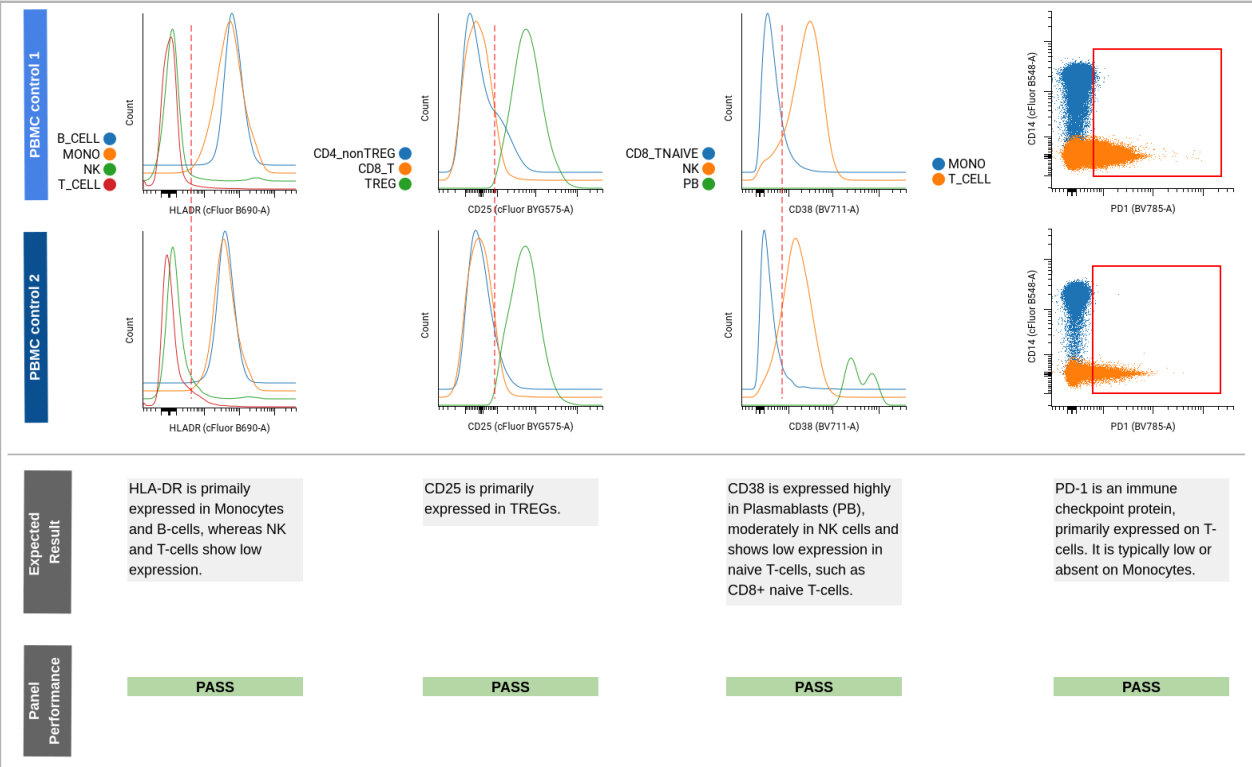 PBMC control 1
B_CELL
MONO
NK
T_CELL
Count
HLADR (cFluor B690-A)
CD4_nonTREG
CD8_T
TREG
Count
CD25 (cFluor BYG575-A)
CD8_TNAIVE
NK
PB
Count
CD38 (BV711-A)
MONO
T_CELL
CD14 (cFluor B548-A)
PD1 (BV785-A)
PBMC control 2
Count
HLADR (cFluor B690-A)
Count
CD25 (cFluor BYG575-A)
Count
CD38 (BV711-A)
CD14 (cFluor B548-A)
PD1 (BV785-A)
Expected
Result
HLA-DR is primaily
expressed in Monocytes
and B-cells, whereas NK
and T-cells show low
expression.
CD25 is primarily
expressed in TREGs.
CD38 is expressed highly
in Plasmablasts (PB),
moderately in NK cells and
shows low expression in
naive T-cells, such as
CD8+ naive T-cells.
PD-1 is an immune
checkpoint protein,
primarily expressed on T-
cells. It is typically low or
absent on Monocytes.
Panel
Performance
PASS
PASS
PASS
PASS